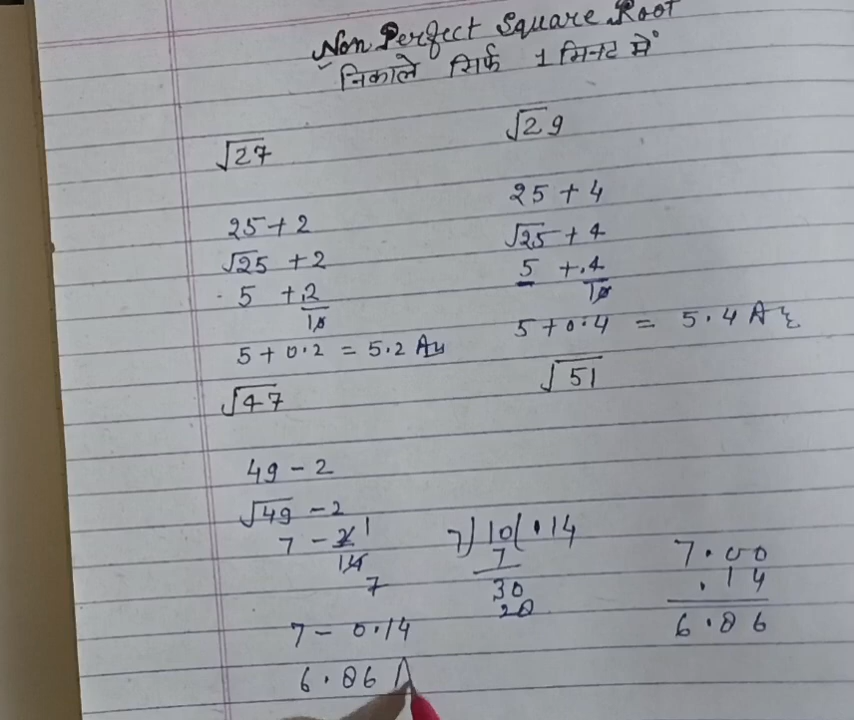 Non Perfect Square Root
निकाले सिर्फ 1 मिनट में
√27
25 + 2
√25 + 2
5 + 2
10
5 + 0.2 = 5.2 Ans
√29
25 + 4
√25 + 4
5 + .4
10
5 + 0.4 = 5.4 Ans
√47
49 - 2
√49 - 2
7 - 2 1
14
7
7 - 0.14
6.86 A
√51
7) 10 ( .14
7
30
28
7.00
.14
6.86